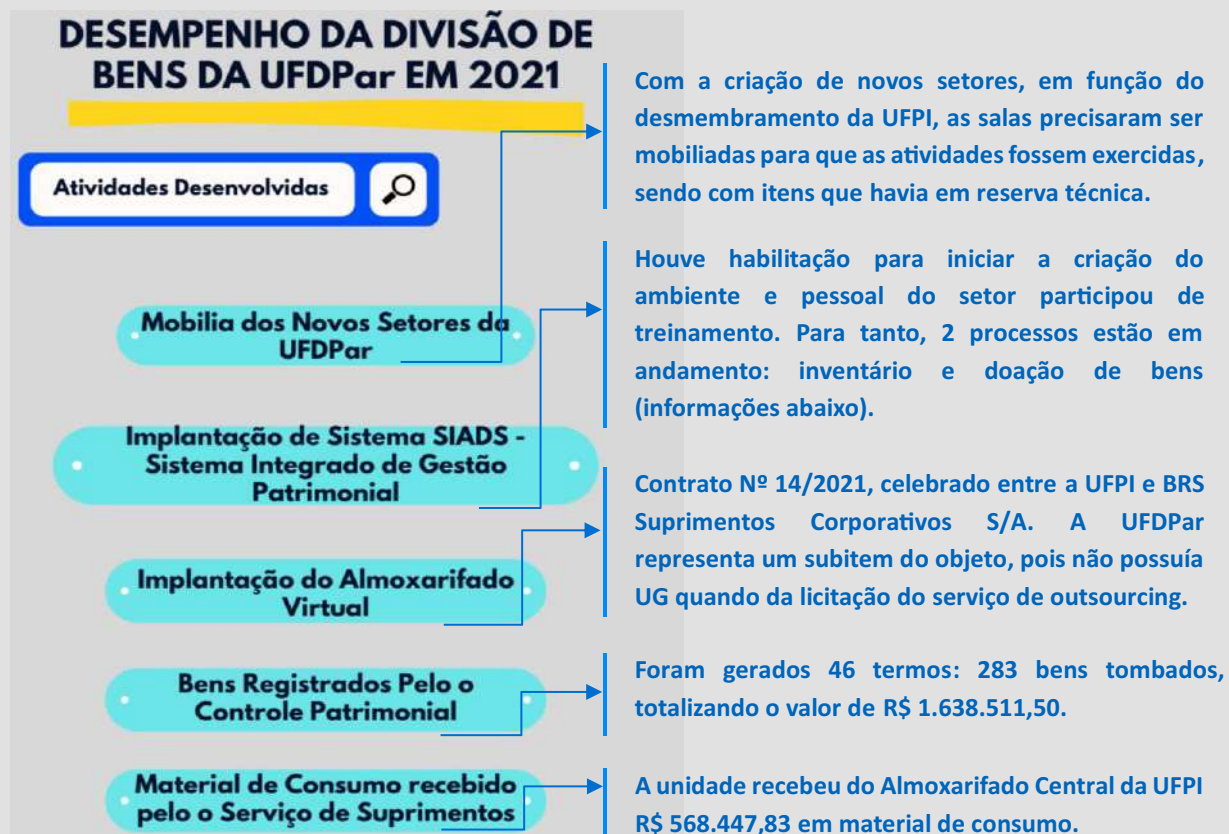 DESEMPENHO DA DIVISÃO DE
BENS DA UFDPar EM 2021
Atividades Desenvolvidas
Mobilia dos Novos Setores da
UFDPar
Com a criação de novos setores, em função do
desmembramento da UFPI, as salas precisaram ser
mobiliadas para que as atividades fossem exercidas,
sendo com itens que havia em reserva técnica.
Implantação de Sistema SIADS -
Sistema Integrado de Gestão
Patrimonial
Houve habilitação para iniciar a criação do
ambiente e pessoal do setor participou de
treinamento. Para tanto, 2 processos estão em
andamento: inventário e doação de bens
(informações abaixo).
Implantação do Almoxarifado
Virtual
Contrato Nº 14/2021, celebrado entre a UFPI e BRS
Suprimentos Corporativos S/A. A UFDPar
representa um subitem do objeto, pois não possuía
UG quando da licitação do serviço de outsourcing.
Bens Registrados Pelo o
Controle Patrimonial
Foram gerados 46 termos: 283 bens tombados,
totalizando o valor de R$ 1.638.511,50.
Material de Consumo recebido
pelo o Serviço de Suprimentos
A unidade recebeu do Almoxarifado Central da UFPI
R$ 568.447,83 em material de consumo.